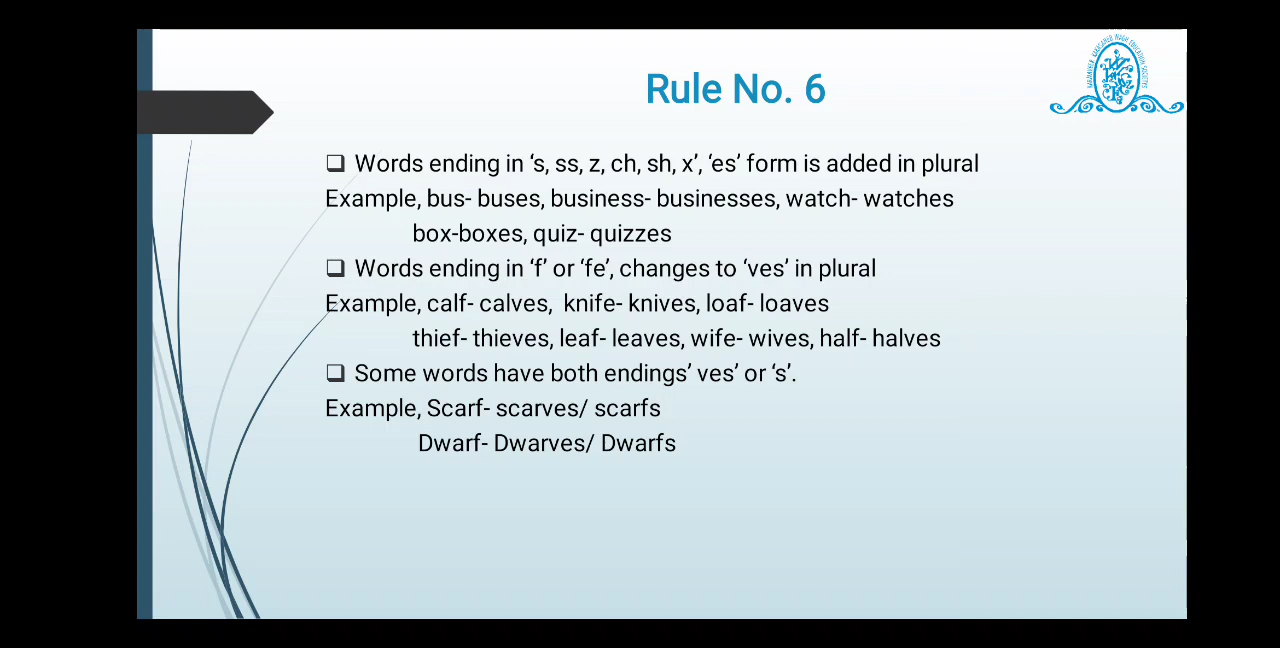 Rule No. 6
Words ending in ‘s, ss, z, ch, sh, x’, ‘es’ form is added in plural
Example, bus- buses, business- businesses, watch- watches
box-boxes, quiz- quizzes
Words ending in ‘f’ or ‘fe’, changes to ‘ves’ in plural
Example, calf- calves, knife- knives, loaf- loaves
thief- thieves, leaf- leaves, wife- wives, half- halves
Some words have both endings’ ves’ or ‘s’.
Example, Scarf- scarves/ scarfs
Dwarf- Dwarves/ Dwarfs